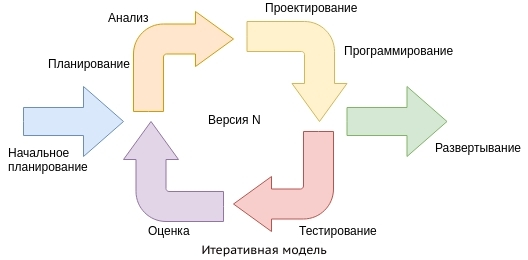 Анализ
Проектирование
Планирование
Программирование
Версия N
Начальное
планирование
Развертывание
Оценка
Тестирование
Итеративная модель